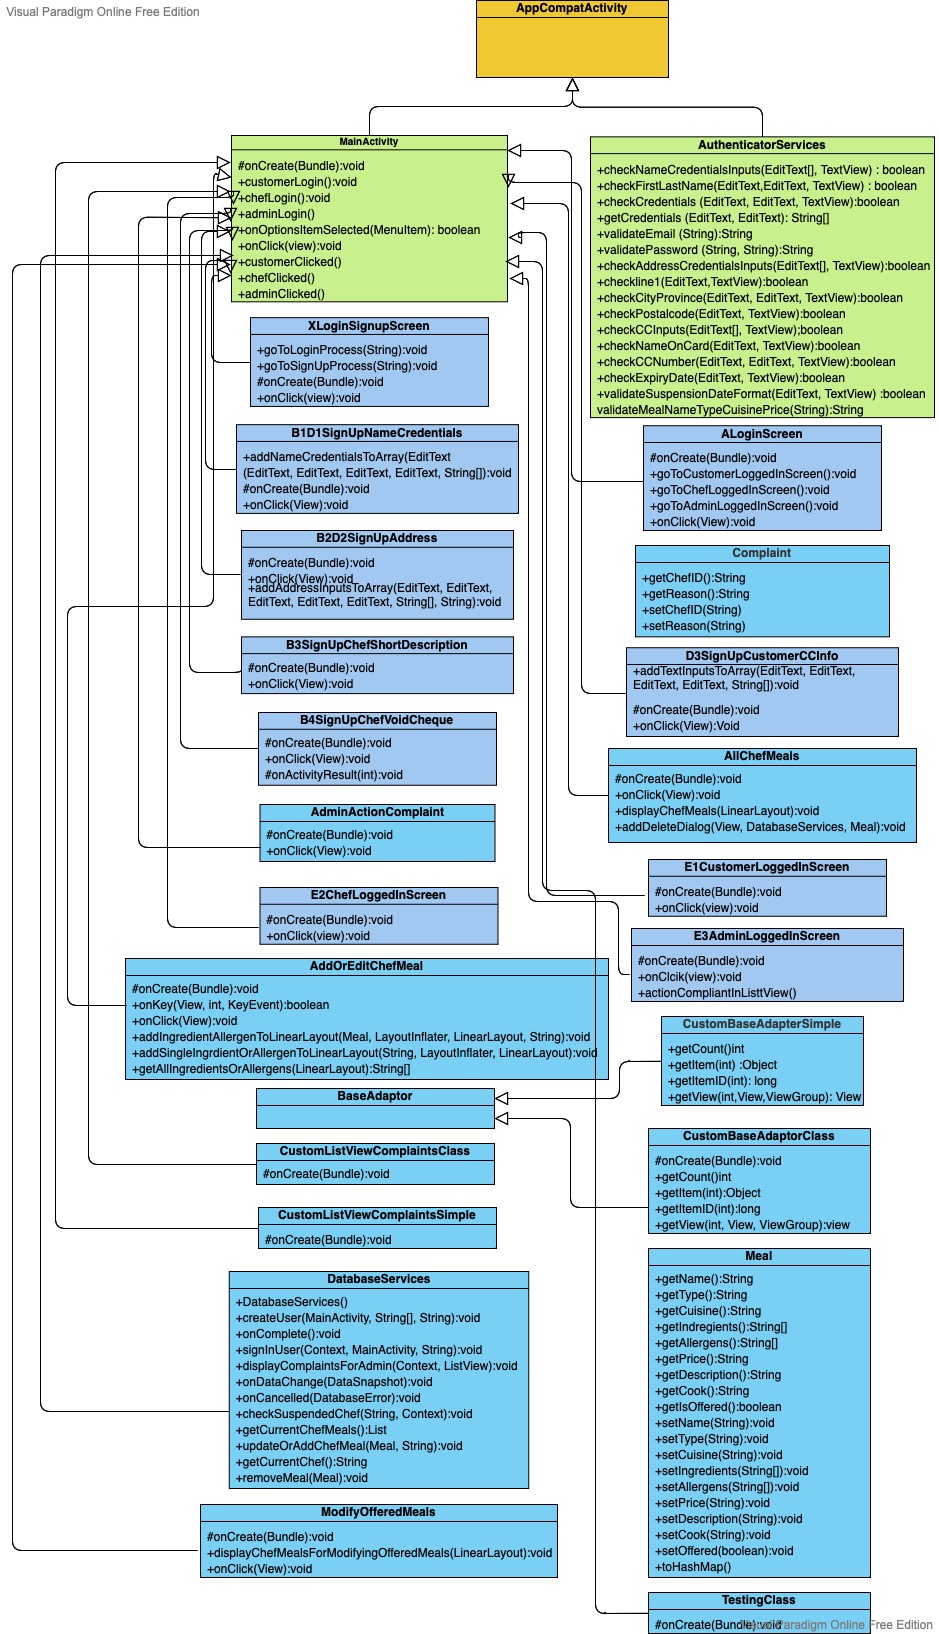 Visual Paradigm Online Free Edition
AppCompatActivity
MainActivity
#onCreate(Bundle):void
+customerLogin():void
+chefLogin():void
+adminLogin()
+onOptionsItemSelected(MenuItem): boolean
+onClick(view):void
+customerClicked()
+chefClicked()
+adminClicked()
AuthenticatorServices
+checkNameCredentialsInputs(EditText[], TextView) : boolean
+checkFirstLastName(EditText,EditText, TextView) : boolean
+checkCredentials (EditText, EditText, TextView):boolean
+getCredentials (EditText, EditText): String[]
+validateEmail (String):String
+validatePassword (String, String):String
+checkAddressCredentialsInputs(EditText[], TextView):boolean
+checkline1(EditText,TextView):boolean
+checkCityProvince(EditText, EditText, TextView):boolean
+checkPostalcode(EditText, TextView):boolean
+checkCCInputs(EditText[], TextView);boolean
+checkNameOnCard(EditText, TextView):boolean
+checkCCNumber(EditText, EditText, TextView):boolean
+checkExpiryDate(EditText, TextView):boolean
+validateSuspensionDateFormat(EditText, TextView) :boolean
validateMealNameTypeCuisinePrice(String):String
XLoginSignupScreen
+goToLoginProcess(String):void
+goToSignUpProcess(String):void
#onCreate(Bundle):void
+onClick(view):void
B1D1SignUpNameCredentials
+addNameCredentialsToArray(EditText
(EditText, EditText, EditText, EditText, String[]):void
#onCreate(Bundle):void
+onClick(View):void
ALoginScreen
#onCreate(Bundle):void
+goToCustomerLoggedInScreen():void
+goToChefLoggedInScreen():void
+goToAdminLoggedInScreen():void
+onClick(View):void
B2D2SignUpAddress
#onCreate(Bundle):void
+onClick(View):void
+addAddressInputsToArray(EditText, EditText,
EditText, EditText, EditText, String[], String):void
Complaint
+getChefID():String
+getReason():String
+setChefID(String)
+setReason(String)
B3SignUpChefShortDescription
#onCreate(Bundle):void
+onClick(View):void
D3SignUpCustomerCCInfo
+addTextInputsToArray(EditText, EditText,
EditText, EditText, String[]):void
#onCreate(Bundle):void
+onClick(View):Void
B4SignUpChefVoidCheque
#onCreate(Bundle):void
+onClick(View):void
#onActivityResult(int):void
AllChefMeals
#onCreate(Bundle):void
+onClick(View):void
+displayChefMeals(LinearLayout):void
+addDeleteDialog(View, DatabaseServices, Meal):void
AdminActionComplaint
#onCreate(Bundle):void
+onClick(View):void
E1CustomerLoggedInScreen
#onCreate(Bundle):void
+onClick(view):void
E2ChefLoggedInScreen
#onCreate(Bundle):void
+onClick(view):void
E3AdminLoggedInScreen
#onCreate(Bundle):void
+onClcik(view):void
+actionCompliantInListtView()
AddOrEditChefMeal
#onCreate(Bundle):void
+onKey(View, int, KeyEvent):boolean
+onClick(View):void
+addIngredientAllergenToLinearLayout(Meal, LayoutInflater, LinearLayout, String):void
+addSingleIngrdientOrAllergenToLinearLayout(String, LayoutInflater, LinearLayout):void
+getAllIngredientsOrAllergens(LinearLayout):String[]
CustomBaseAdapterSimple
+getCount()int
+getItem(int) :Object
+getItemID(int): long
+getView(int,View,ViewGroup): View
BaseAdaptor
CustomBaseAdaptorClass
#onCreate(Bundle):void
+getCount()int
+getItem(int):Object
+getItemID(int):long
+getView(int, View, ViewGroup):view
CustomListViewComplaintsClass
#onCreate(Bundle):void
CustomListViewComplaintsSimple
#onCreate(Bundle):void
Meal
+getName():String
+getType():String
+getCuisine():String
+getIndregients():String[]
+getAllergens():String[]
+getPrice():String
+getDescription():String
+getCook():String
+getIsOffered():boolean
+setName(String):void
+setType(String):void
+setCuisine(String):void
+setIngredients(String[]):void
+setAllergens(String[]):void
+setPrice(String):void
+setDescription(String):void
+setCook(String):void
+setOffered(boolean):void
+toHashMap()
DatabaseServices
+DatabaseServices()
+createUser(MainActivity, String[], String):void
+onComplete():void
+signInUser(Context, MainActivity, String):void
+displayComplaintsForAdmin(Context, ListView):void
+onDataChange(DataSnapshot):void
+onCancelled(DatabaseError):void
+checkSuspendedChef(String, Context):void
+getCurrentChefMeals():List
+updateOrAddChefMeal(Meal, String):void
+getCurrentChef():String
+removeMeal(Meal):void
ModifyOfferedMeals
#onCreate(Bundle):void
+displayChefMealsForModifyingOfferedMeals(LinearLayout):void
+onClick(View):void
TestingClass
#onCreate(Bundle):void
Visual Paradigm Online Free Edition